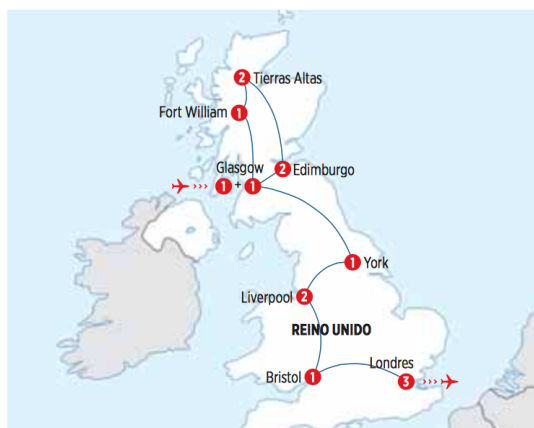 2 Tierras Altas
Fort William 1
Glasgow
1 + 1
2 Edimburgo
1 York
Liverpool 2
REINO UNIDO
Londres
Bristol 1
3